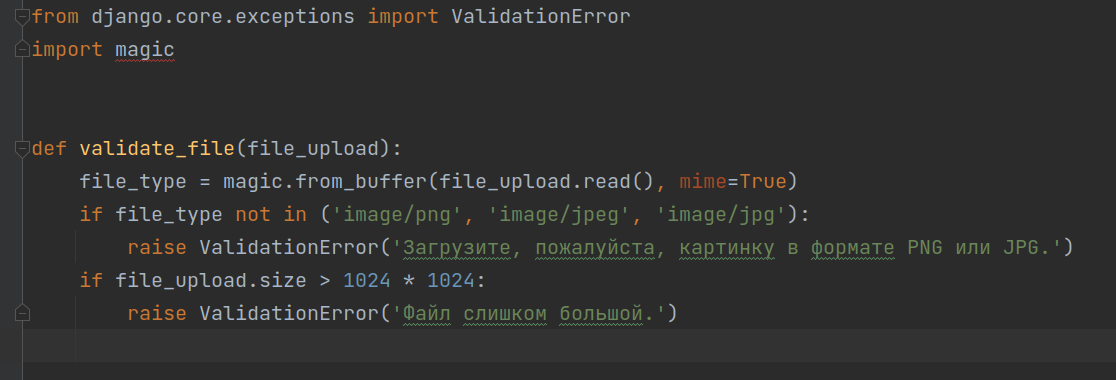 from django.core.exceptions import ValidationError
import magic
def validate_file(file_upload):
file_type = magic.from_buffer(file_upload.read(), mime=True)
if file_type not in ('image/png', 'image/jpeg', 'image/jpg'):
raise ValidationError('Загрузите, пожалуйста, картинку в формате PNG или JPG.')
if file_upload.size > 1024 * 1024:
raise ValidationError('Файл слишком большой.')